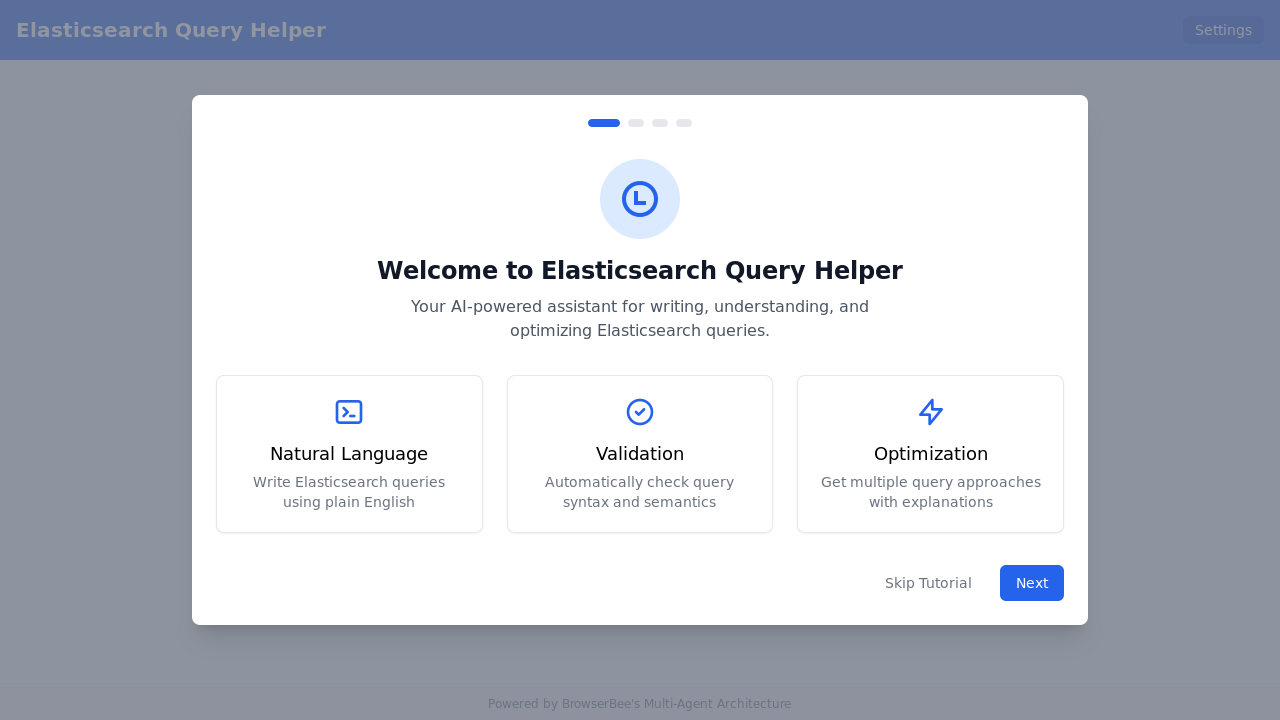 Elasticsearch Query Helper
Settings
Welcome to Elasticsearch Query Helper
Your AI-powered assistant for writing, understanding, and
optimizing Elasticsearch queries.
Natural Language
Write Elasticsearch queries
using plain English
Validation
Automatically check query
syntax and semantics
Optimization
Get multiple query approaches
with explanations
Skip Tutorial
Next
Powered by BrowserBee's Multi-Agent Architecture